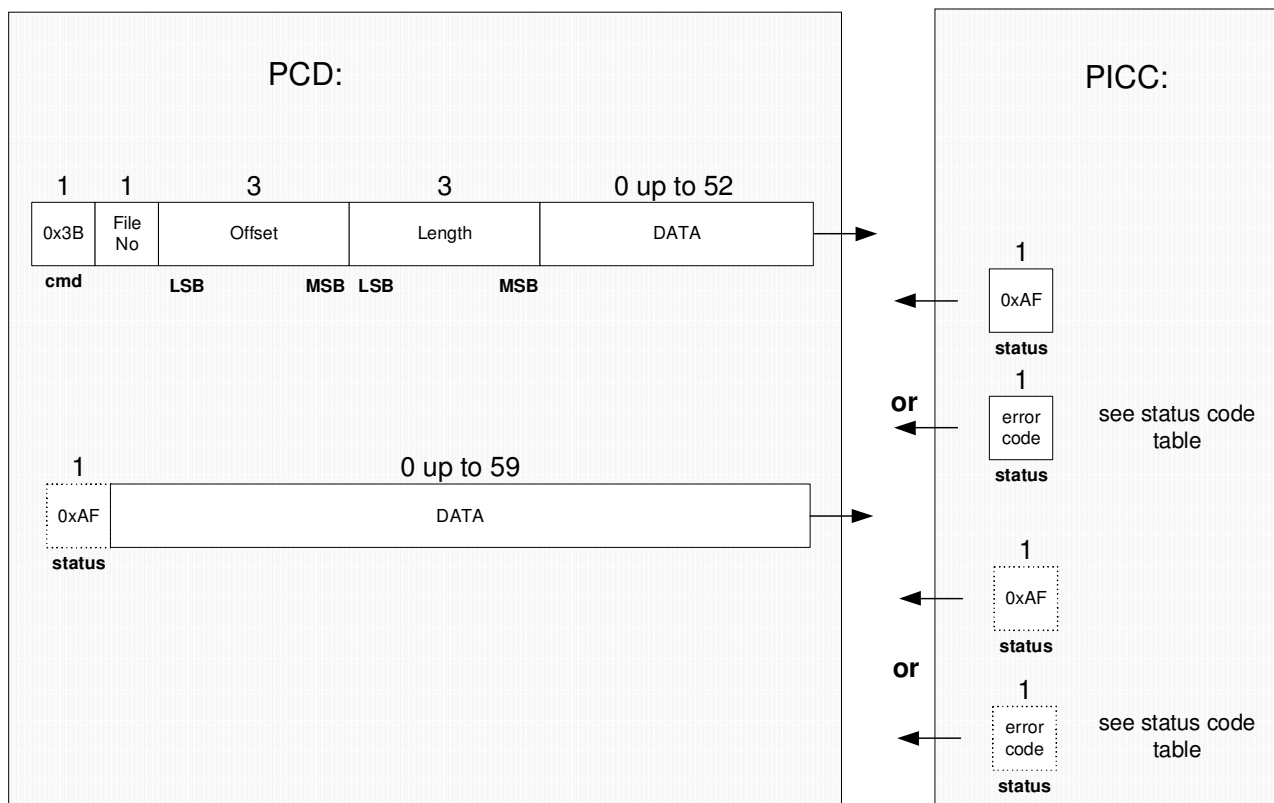 PCD:
PICC:
1 1 3 3 0 up to 52
0x3B File No Offset Length DATA
cmd LSB MSB LSB MSB
1
0xAF
status
or
1
error code
status
see status code table
1 0 up to 59
0xAF DATA
status
1
0xAF
status
or
1
error code
status
see status code table